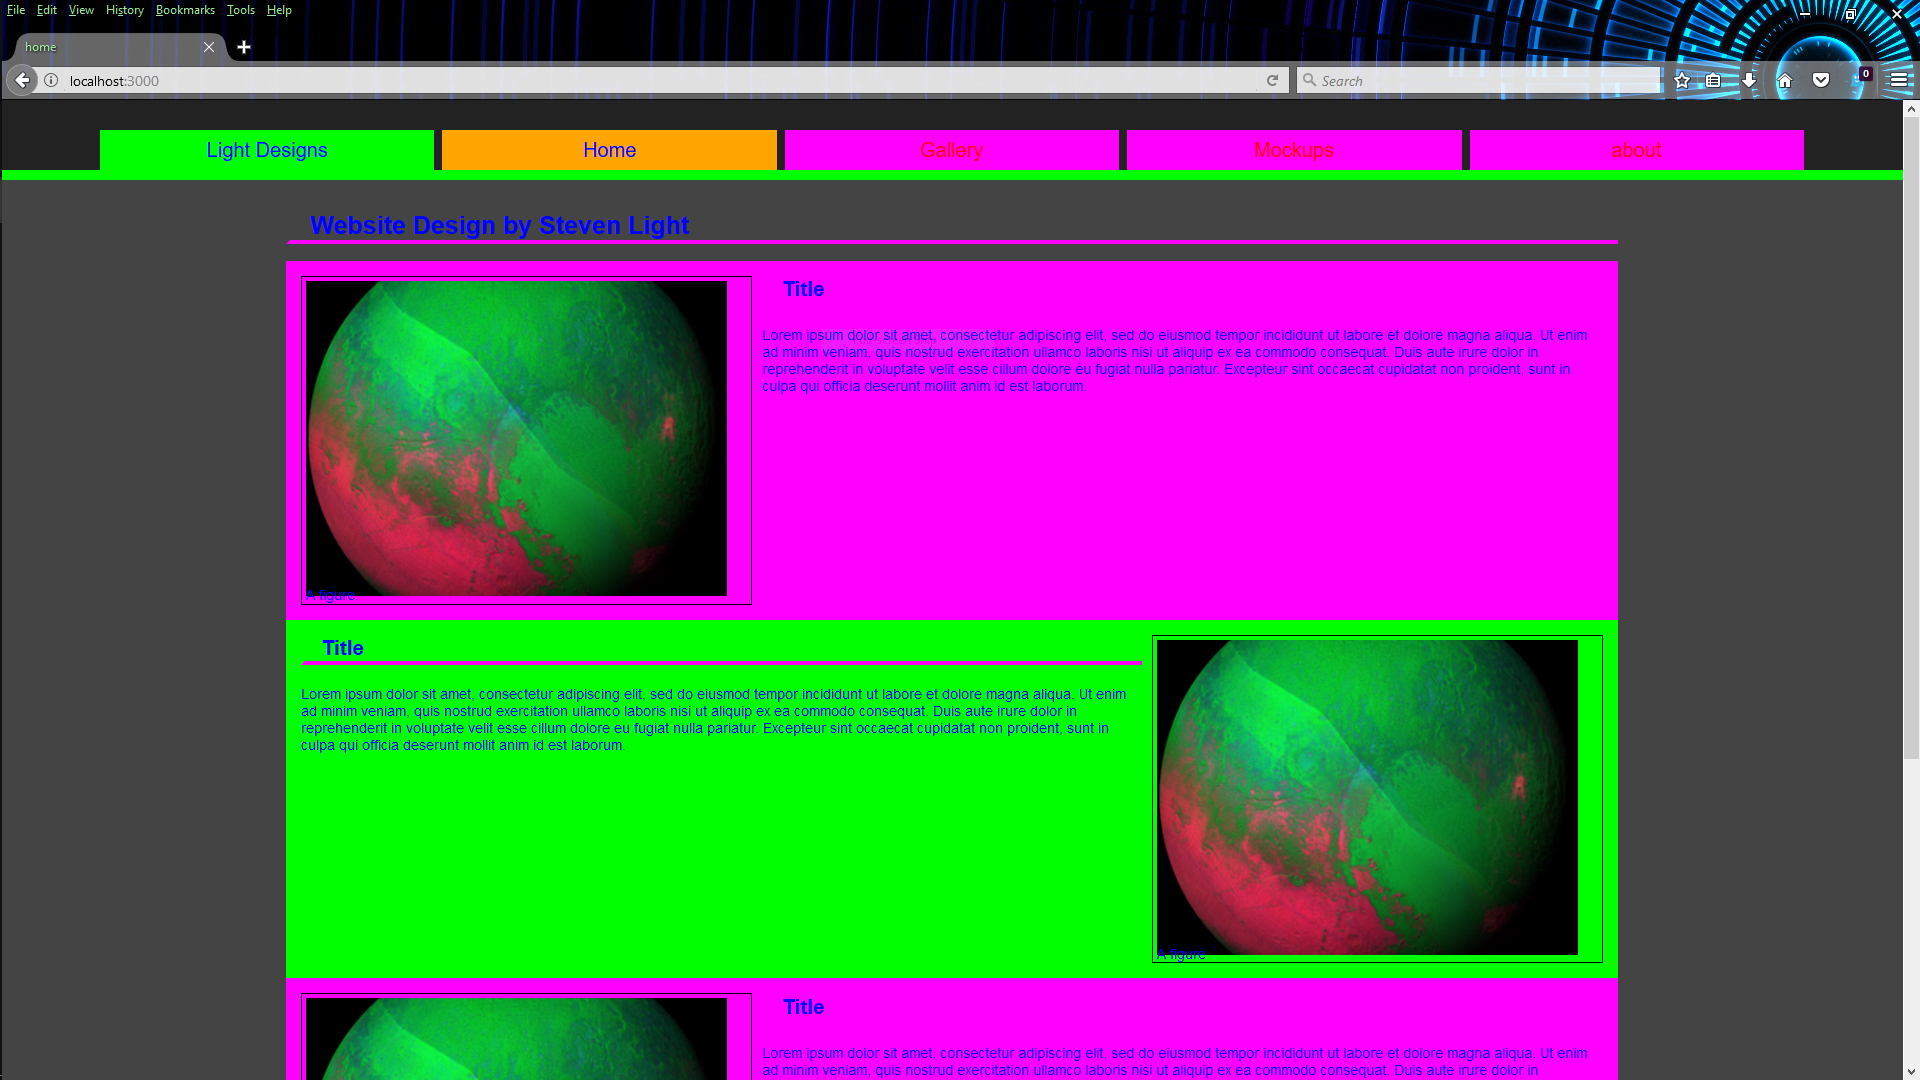 File Edit View History Bookmarks Tools Help
home
localhost:3000
Search
0
Light Designs
Home
Gallery
Mockups
about
Website Design by Steven Light
Title
Lorem ipsum dolor sit amet, consectetur adipiscing elit, sed do eiusmod tempor incididunt ut labore et dolore magna aliqua. Ut enim
ad minim veniam, quis nostrud exercitation ullamco laboris nisi ut aliquip ex ea commodo consequat. Duis aute irure dolor in
reprehenderit in voluptate velit esse cillum dolore eu fugiat nulla pariatur. Excepteur sint occaecat cupidatat non proident, sunt in
culpa qui officia deserunt mollit anim id est laborum.
A figure
Title
Lorem ipsum dolor sit amet, consectetur adipiscing elit, sed do eiusmod tempor incididunt ut labore et dolore magna aliqua. Ut enim
ad minim veniam, quis nostrud exercitation ullamco laboris nisi ut aliquip ex ea commodo consequat. Duis aute irure dolor in
reprehenderit in voluptate velit esse cillum dolore eu fugiat nulla pariatur. Excepteur sint occaecat cupidatat non proident, sunt in
culpa qui officia deserunt mollit anim id est laborum.
A figure
Title
Lorem ipsum dolor sit amet, consectetur adipiscing elit, sed do eiusmod tempor incididunt ut labore et dolore magna aliqua. Ut enim
ad minim veniam, quis nostrud exercitation ullamco laboris nisi ut aliquip ex ea commodo consequat. Duis aute irure dolor in